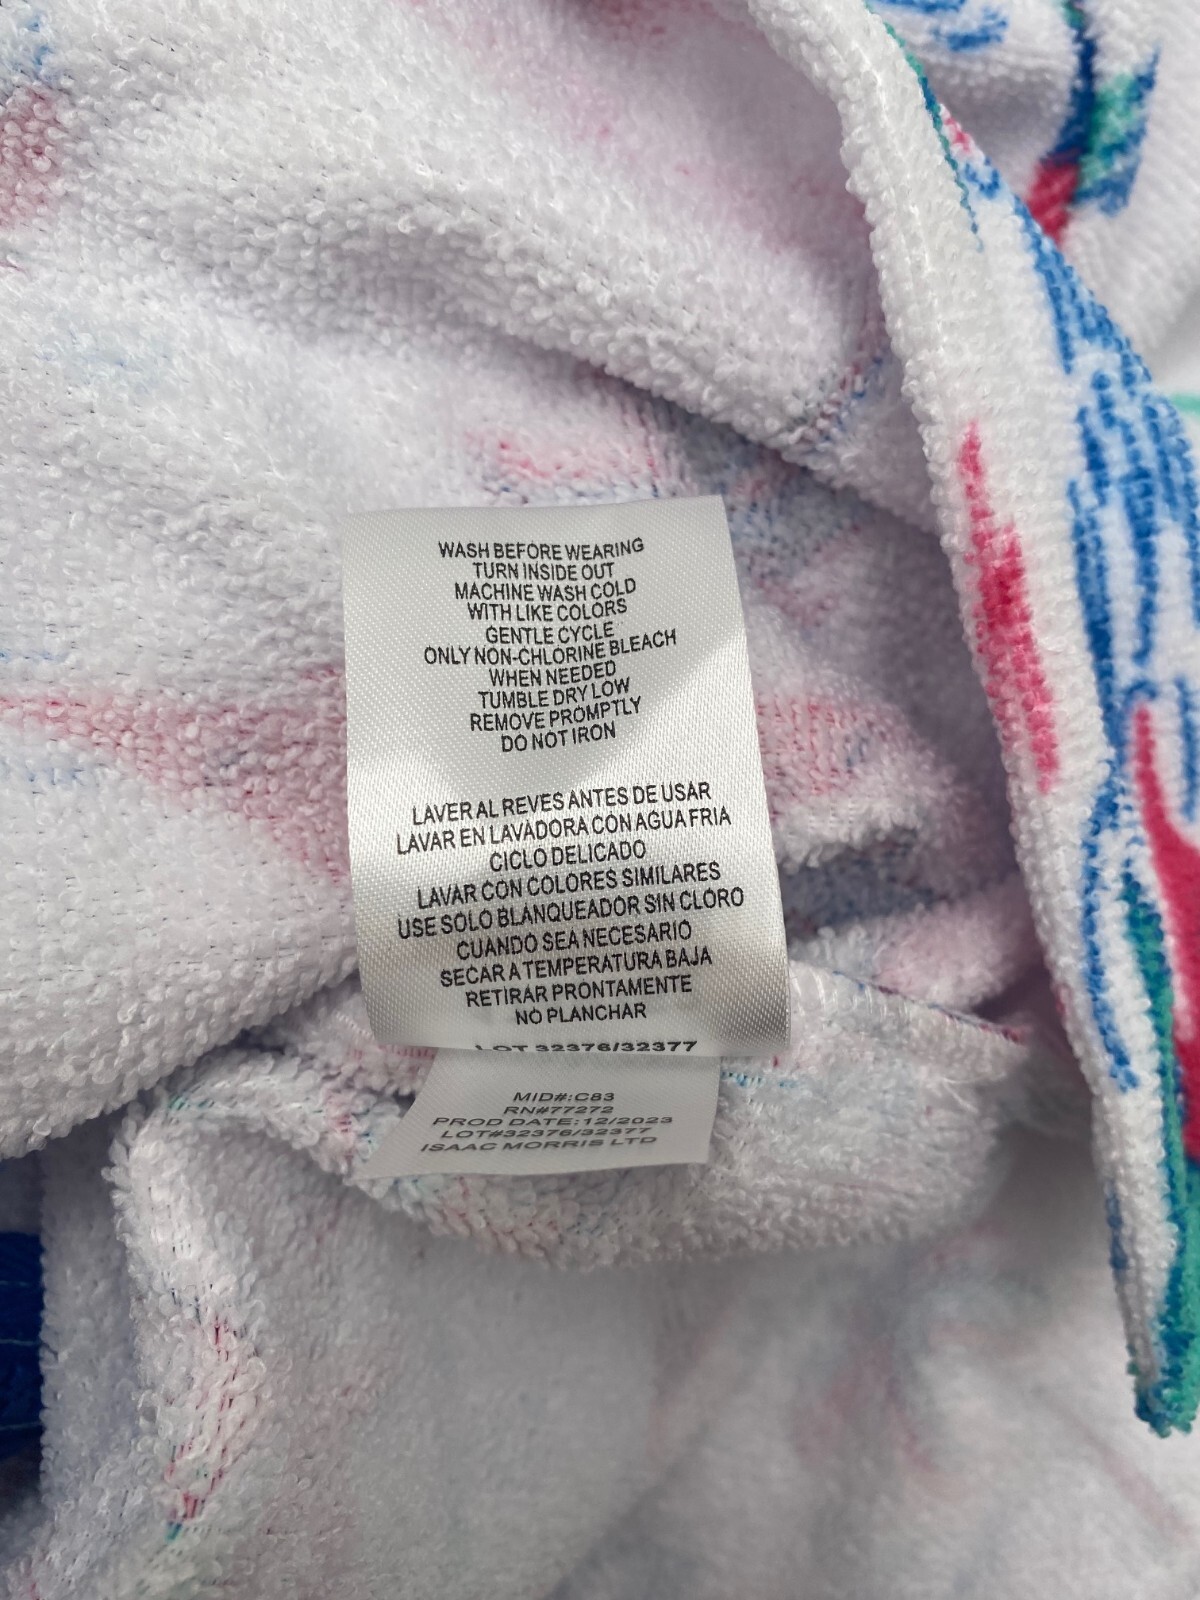 WASH BEFORE WEARING
TURN INSIDE OUT
MACHINE WASH COLD
WITH LIKE COLORS
GENTLE CYCLE
ONLY NON-CHLORINE BLEACH
WHEN NEEDED
TUMBLE DRY LOW
REMOVE PROMPTLY
DO NOT IRON
LAVER AL REVES ANTES DE USAR
LAVAR EN LAVADORA CON AGUA FRIA
CICLO DELICADO
LAVAR CON COLORES SIMILARES
USE SOLO BLANQUEADOR SIN CLORO
CUANDO SEA NECESARIO
SECAR A TEMPERATURA BAJA
RETIRAR PRONTAMENTE
NO PLANCHAR
LOT 32376/32377
MID#:C83
RN#77272
PROD DATE:12/2023
LOT#32376/32377
ISAAC MORRIS LTD